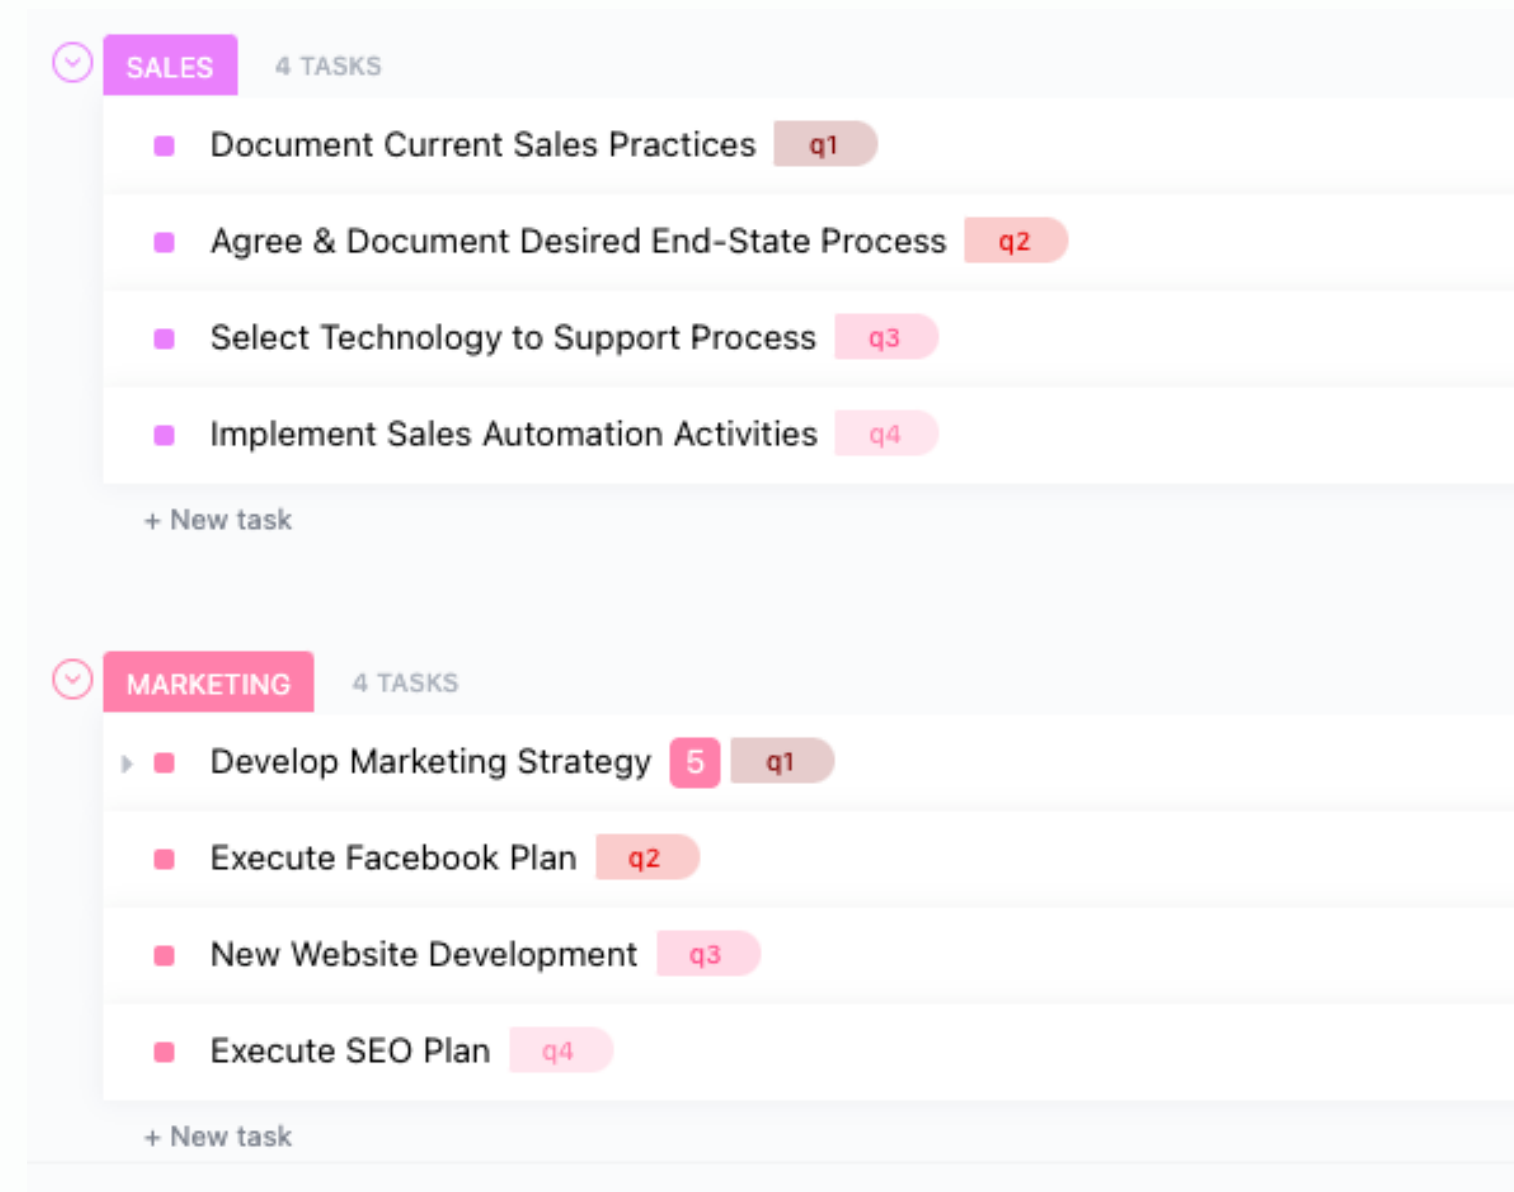 SALES 4 TASKS
Document Current Sales Practices q1
Agree & Document Desired End-State Process q2
Select Technology to Support Process q3
Implement Sales Automation Activities q4
+ New task
MARKETING 4 TASKS
Develop Marketing Strategy 5 q1
Execute Facebook Plan q2
New Website Development q3
Execute SEO Plan q4
+ New task